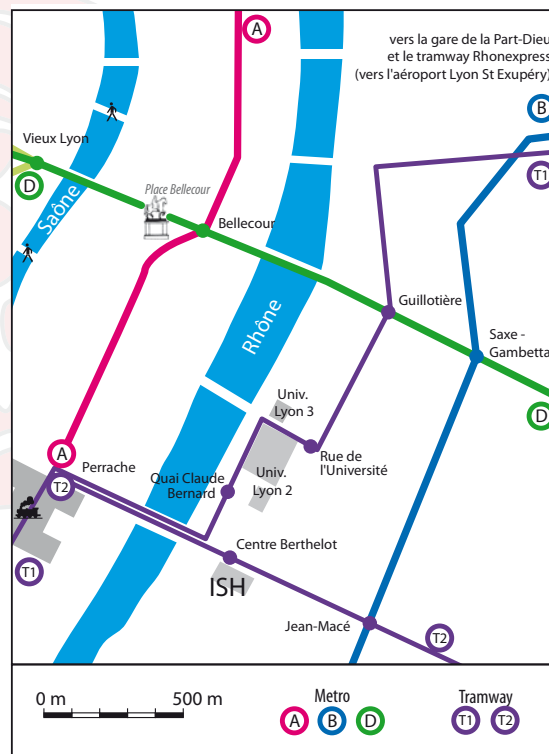 A
vers la gare de la Part-Dieu
et le tramway Rhonexpress
(vers l'aéroport Lyon St Exupéry)
B
Vieux Lyon
T1
D
Place Bellecour
Saône
Bellecour
Guillotière
Rhône
Saxe -
Gambetta
Univ.
Lyon 3
D
A
Perrache
Rue de
l'Université
T2
Quai Claude
Bernard
Univ.
Lyon 2
Centre Berthelot
T1
ISH
Jean-Macé
T2
0 m
500 m
Metro
Tramway
A
B
D
T1
T2